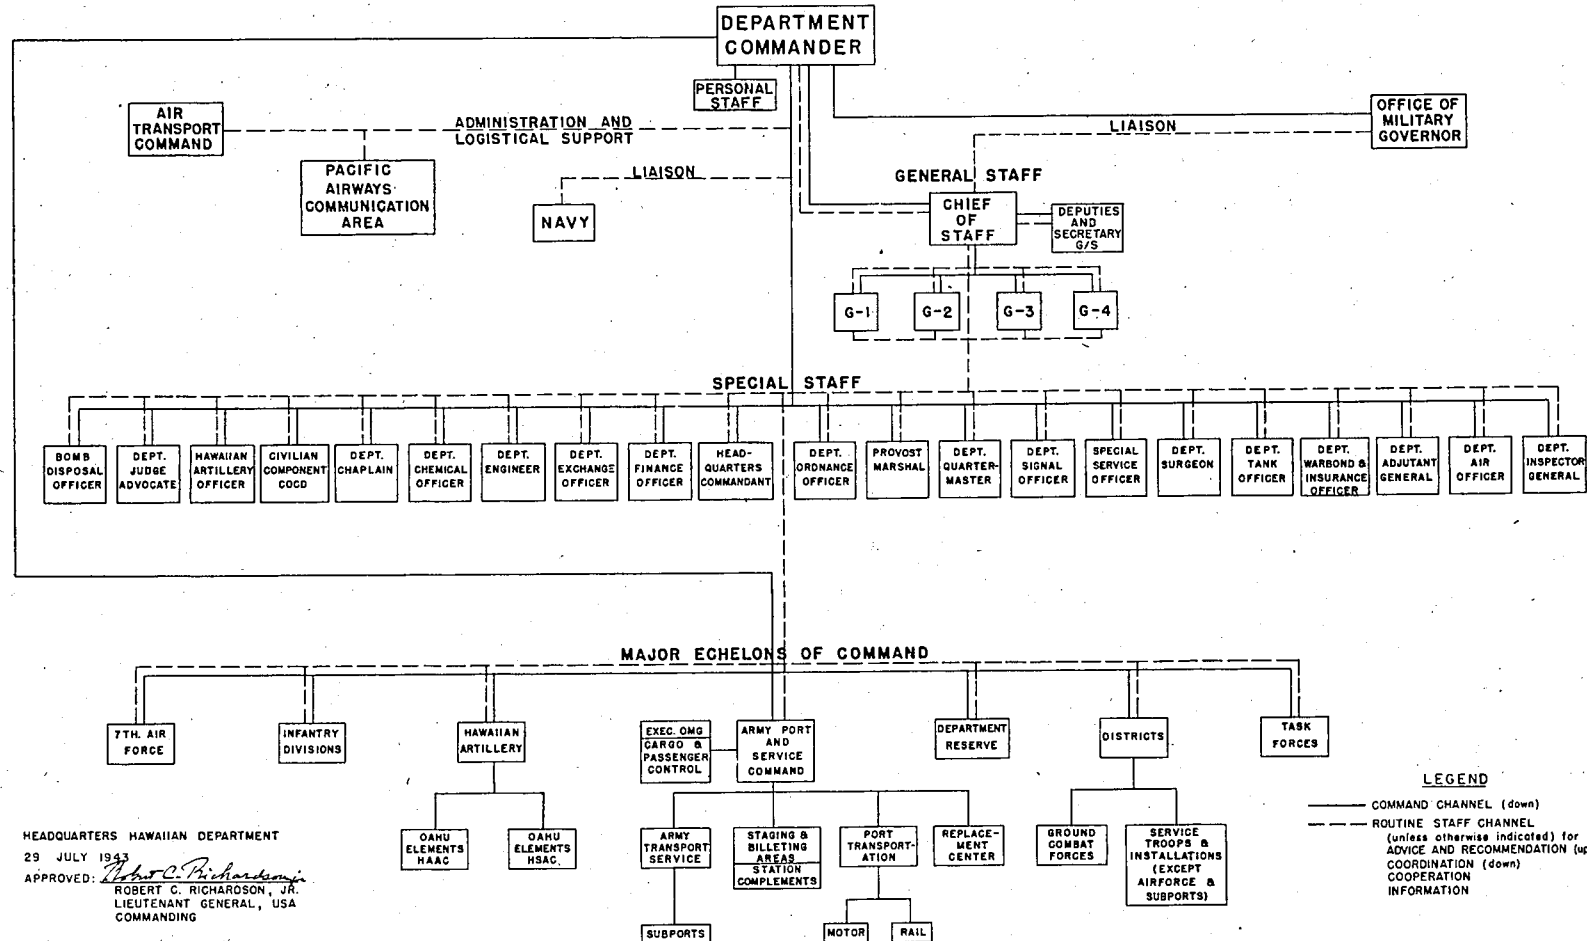 DEPARTMENT
COMMANDER
PERSONAL
STAFF
AIR
TRANSPORT
COMMAND
ADMINISTRATION AND
LOGISTICAL SUPPORT
OFFICE OF
MILITARY
GOVERNOR
LIAISON
PACIFIC
AIRWAYS
COMMUNICATION
AREA
LIAISON
NAVY
GENERAL STAFF
CHIEF
OF
STAFF
DEPUTIES
AND
SECRETARY
G/S
G-1
G-2
G-3
G-4
SPECIAL STAFF
BOMB
DISPOSAL
OFFICER
DEPT.
JUDGE
ADVOCATE
HAWAIIAN
ARTILLERY
OFFICER
CIVILIAN
COMPONENT
COCD
DEPT.
CHAPLAIN
DEPT.
CHEMICAL
OFFICER
DEPT.
ENGINEER
DEPT.
EXCHANGE
OFFICER
DEPT.
FINANCE
OFFICER
HEAD-
QUARTERS
COMMANDANT
DEPT.
ORDNANCE
OFFICER
PROVOST
MARSHAL
DEPT.
QUARTER-
MASTER
DEPT.
SIGNAL
OFFICER
SPECIAL
SERVICE
OFFICER
DEPT.
SURGEON
DEPT.
TANK
OFFICER
DEPT.
WARBOND &
INSURANCE
OFFICER
DEPT.
ADJUTANT
GENERAL
DEPT.
AIR
OFFICER
DEPT.
INSPECTOR
GENERAL
MAJOR ECHELONS OF COMMAND
7TH. AIR
FORCE
INFANTRY
DIVISIONS
HAWAIIAN
ARTILLERY
EXEC. OMG
CARGO &
PASSENGER
CONTROL
ARMY PORT
AND
SERVICE
COMMAND
DEPARTMENT
RESERVE
DISTRICTS
TASK
FORCES
OAHU
ELEMENTS
HAAC
OAHU
ELEMENTS
HSAC
ARMY
TRANSPORT
SERVICE
STAGING &
BILLETING
AREAS
STATION
COMPLEMENTS
PORT
TRANSPORT-
ATION
REPLACE-
MENT
CENTER
GROUND
COMBAT
FORCES
SERVICE
TROOPS &
INSTALLATIONS
(EXCEPT
AIRFORCE &
SUBPORTS)
SUBPORTS
MOTOR
RAIL
LEGEND
COMMAND CHANNEL (down)
ROUTINE STAFF CHANNEL
(unless otherwise indicated) for
ADVICE AND RECOMMENDATION (up
COORDINATION (down)
COOPERATION
INFORMATION
HEADQUARTERS HAWAIIAN DEPARTMENT
29 JULY 1943
APPROVED: Robert C. Richardson, jr
ROBERT C. RICHARDSON, JR.
LIEUTENANT GENERAL, USA
COMMANDING